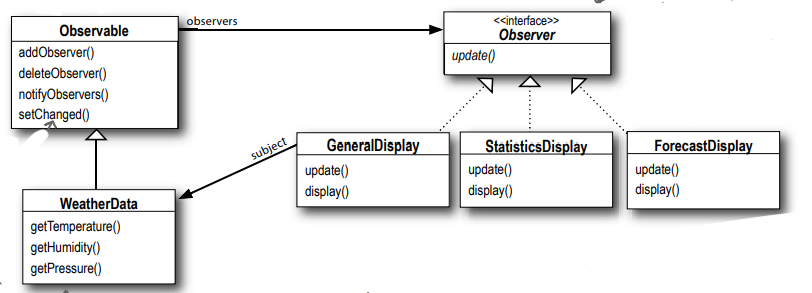 Observable
addObserver()
deleteObserver()
notifyObservers()
setChanged()
observers
<<interface>>
Observer
update()
subject
GeneralDisplay
update()
display()
StatisticsDisplay
update()
display()
ForecastDisplay
update()
display()
WeatherData
getTemperature()
getHumidity()
getPressure()